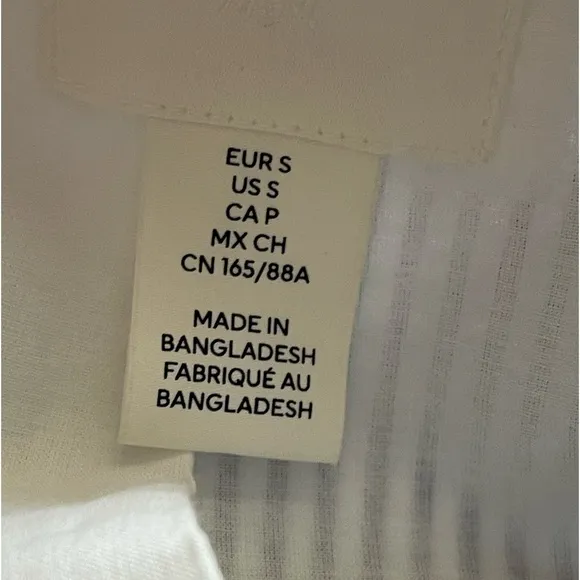 EUR S
US S
CA P
MX CH
CN 165/88A
MADE IN
BANGLADESH
FABRIQUÉ AU
BANGLADESH